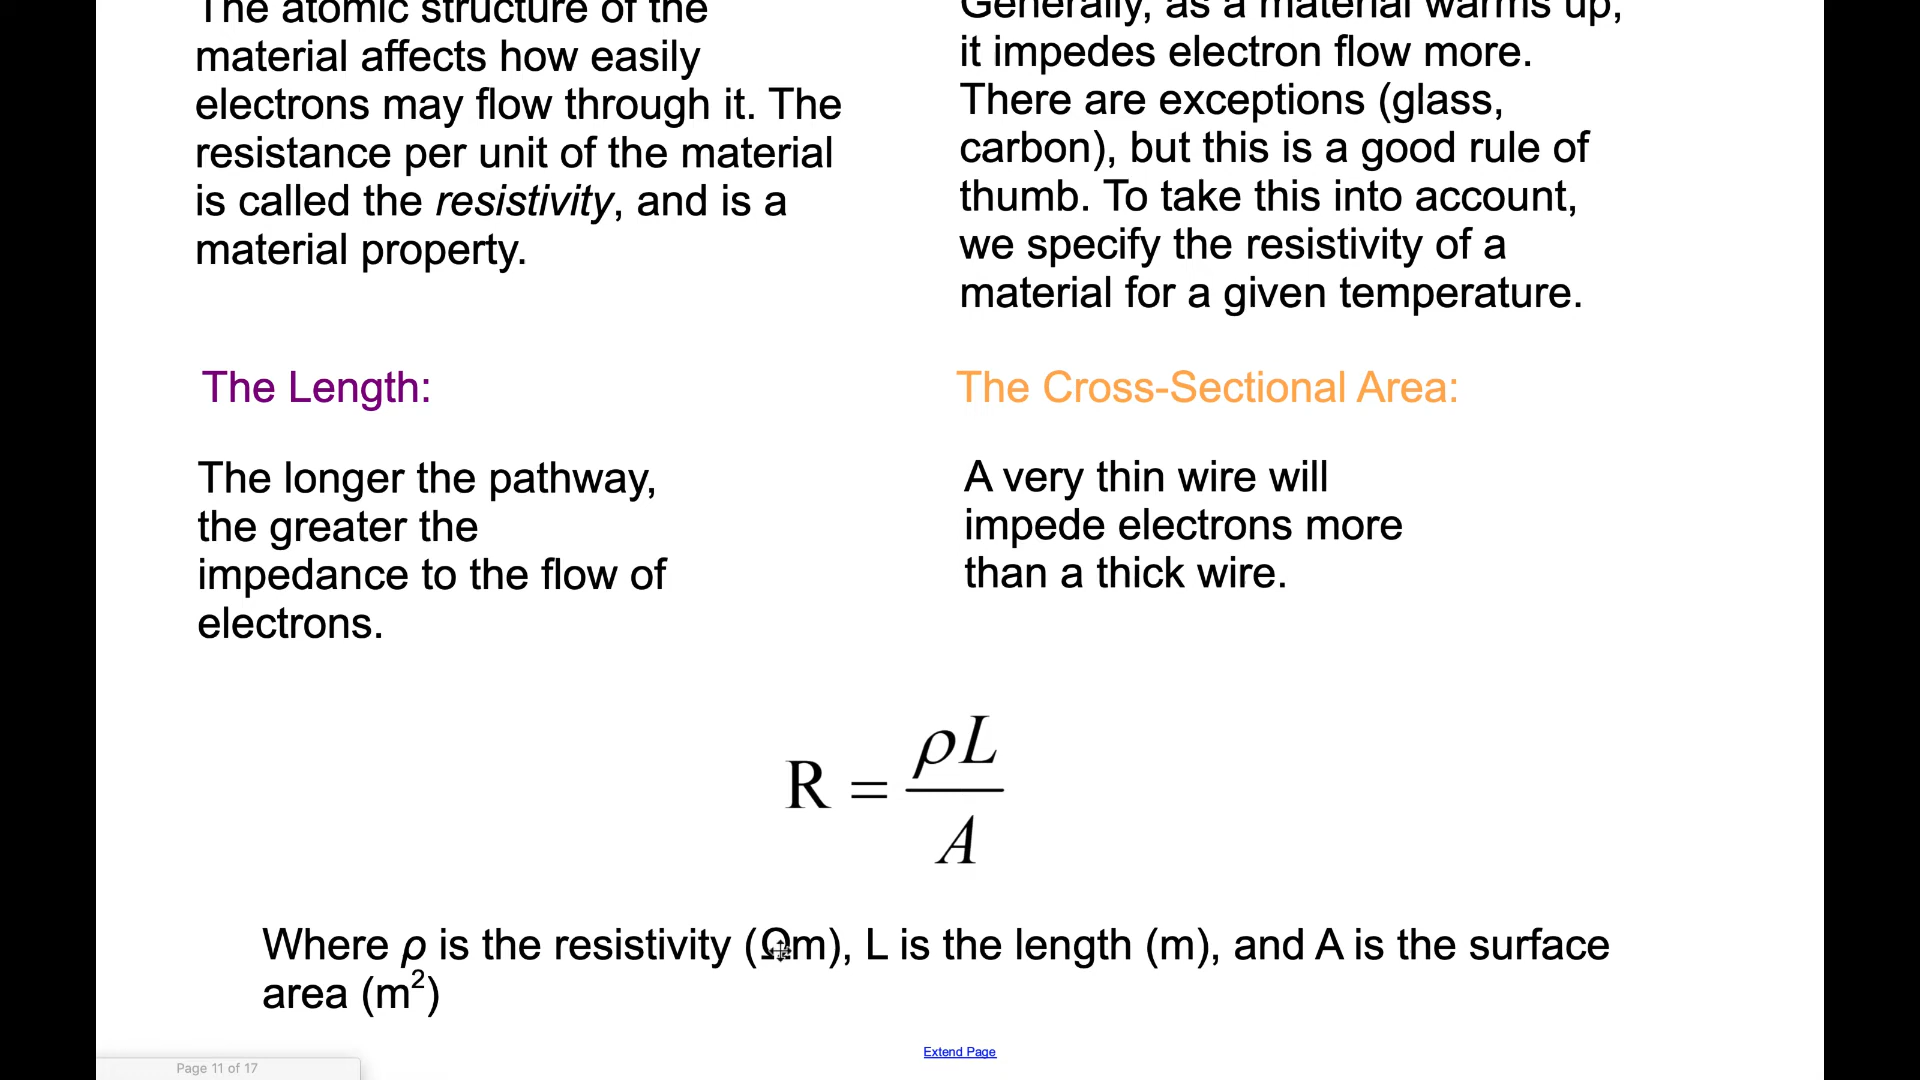 The atomic structure of the
material affects how easily
electrons may flow through it. The
resistance per unit of the material
is called the resistivity, and is a
material property.
Generally, as a material warms up,
it impedes electron flow more.
There are exceptions (glass,
carbon), but this is a good rule of
thumb. To take this into account,
we specify the resistivity of a
material for a given temperature.
The Length:
The longer the pathway,
the greater the
impedance to the flow of
electrons.
The Cross-Sectional Area:
A very thin wire will
impede electrons more
than a thick wire.
R = ρL / A
Where ρ is the resistivity (Ωm), L is the length (m), and A is the surface
area (m²)
Extend Page
Page 11 of 17